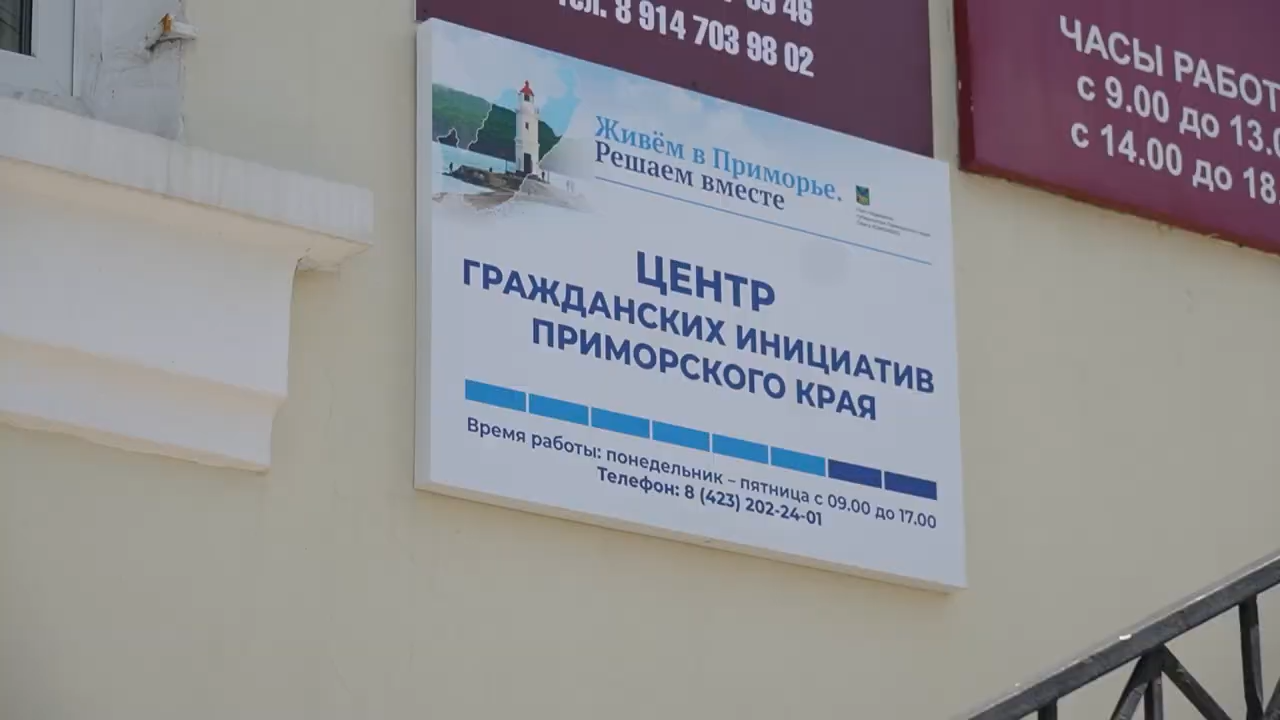 тел. 8 914 703 98 02
ЧАСЫ РАБОТ
с 9.00 до 13.0
с 14.00 до 18.
Живём в Приморье.
Решаем вместе
ЦЕНТР
ГРАЖДАНСКИХ ИНИЦИАТИВ
ПРИМОРСКОГО КРАЯ
Время работы: понедельник – пятница с 09.00 до 17.00
Телефон: 8 (423) 202-24-01